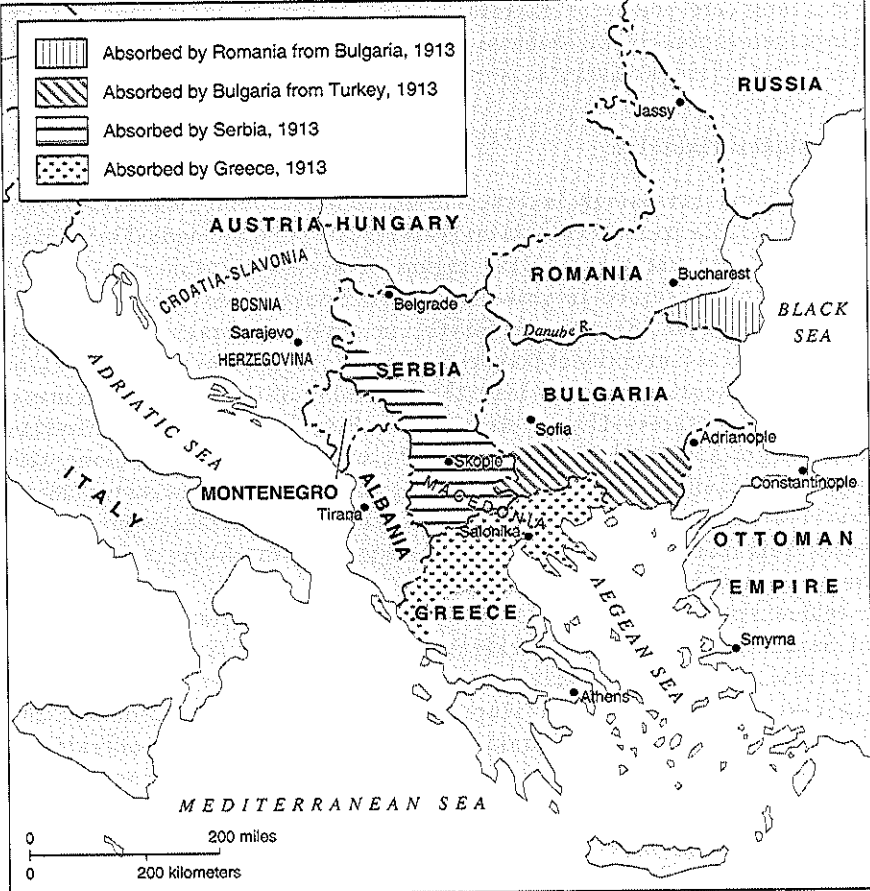 Absorbed by Romania from Bulgaria, 1913
Absorbed by Bulgaria from Turkey, 1913
Absorbed by Serbia, 1913
Absorbed by Greece, 1913
RUSSIA
Jassy
AUSTRIA-HUNGARY
CROATIA-SLAVONIA
ROMANIA
Bucharest
BOSNIA
Belgrade
BLACK
SEA
Sarajevo
Danube R.
HERZEGOVINA
SERBIA
ADRIATIC SEA
BULGARIA
Sofia
Adrianople
ITALY
Skopje
Constantinople
MONTENEGRO
ALBANIA
MACEDONIA
Tirana
Salonika
OTTOMAN
EMPIRE
GREECE
AEGEAN SEA
Smyrna
Athens
MEDITERRANEAN SEA
0 200 miles
0 200 kilometers